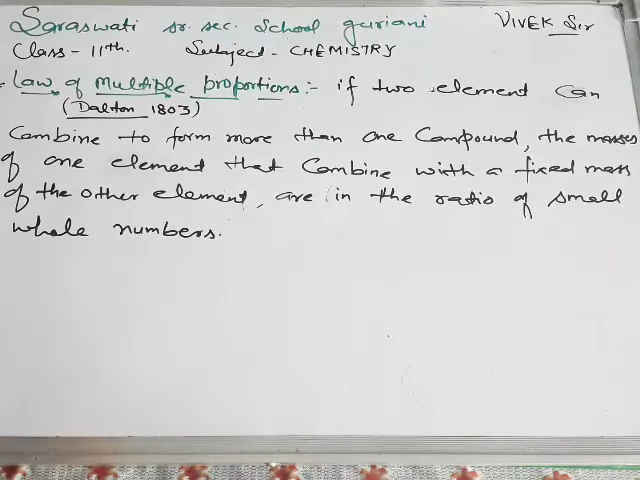 Saraswati sr. sec. School guriani VIVEK Sir
Class - 11th. Subject - CHEMISTRY
Law of Multiple proportions :- if two element can
(Dalton 1803)
Combine to form more than one Compound, the masses
of one element that Combine with a fixed mass
of the other element, are in the ratio of small
whole numbers.